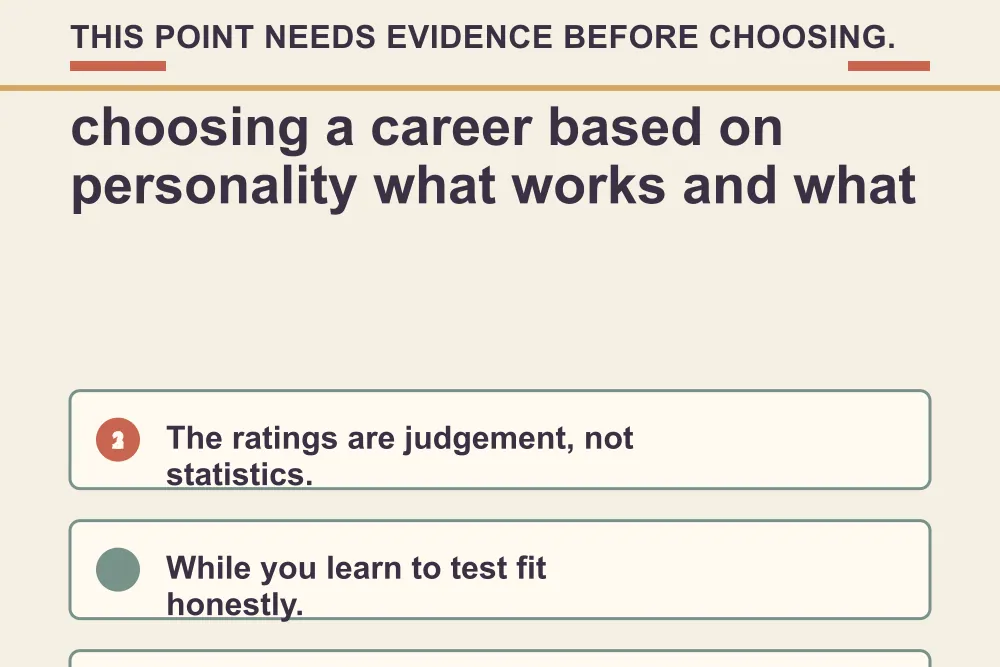 THIS POINT NEEDS EVIDENCE BEFORE CHOOSING.
choosing a career based on
personality what works and what
The ratings are judgement, not
statistics.
While you learn to test fit
honestly.